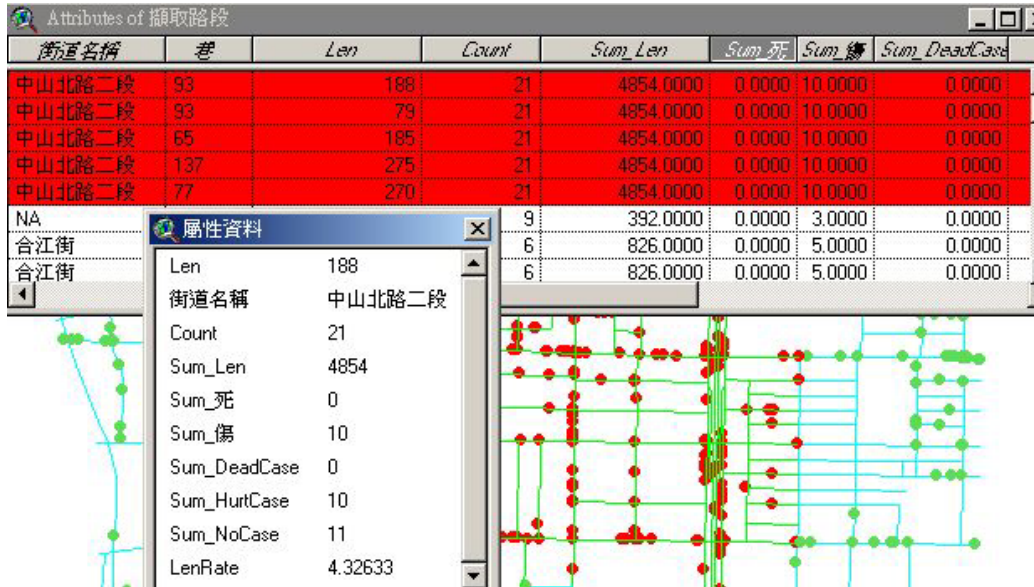 Attributes of 擷取路段
街道名稱 巷 Len Count Sum_Len Sum_死 Sum_傷 Sum_DeadCase
中山北路二段 93 188 21 4854.0000 0.0000 10.0000 0.0000
中山北路二段 93 79 21 4854.0000 0.0000 10.0000 0.0000
中山北路二段 65 185 21 4854.0000 0.0000 10.0000 0.0000
中山北路二段 137 275 21 4854.0000 0.0000 10.0000 0.0000
中山北路二段 77 270 21 4854.0000 0.0000 10.0000 0.0000
NA 9 392.0000 0.0000 3.0000 0.0000
合江街 6 826.0000 0.0000 5.0000 0.0000
合江街 6 826.0000 0.0000 5.0000 0.0000
屬性資料
Len 188
街道名稱 中山北路二段
Count 21
Sum_Len 4854
Sum_死 0
Sum_傷 10
Sum_DeadCase 0
Sum_HurtCase 10
Sum_NoCase 11
LenRate 4.32633